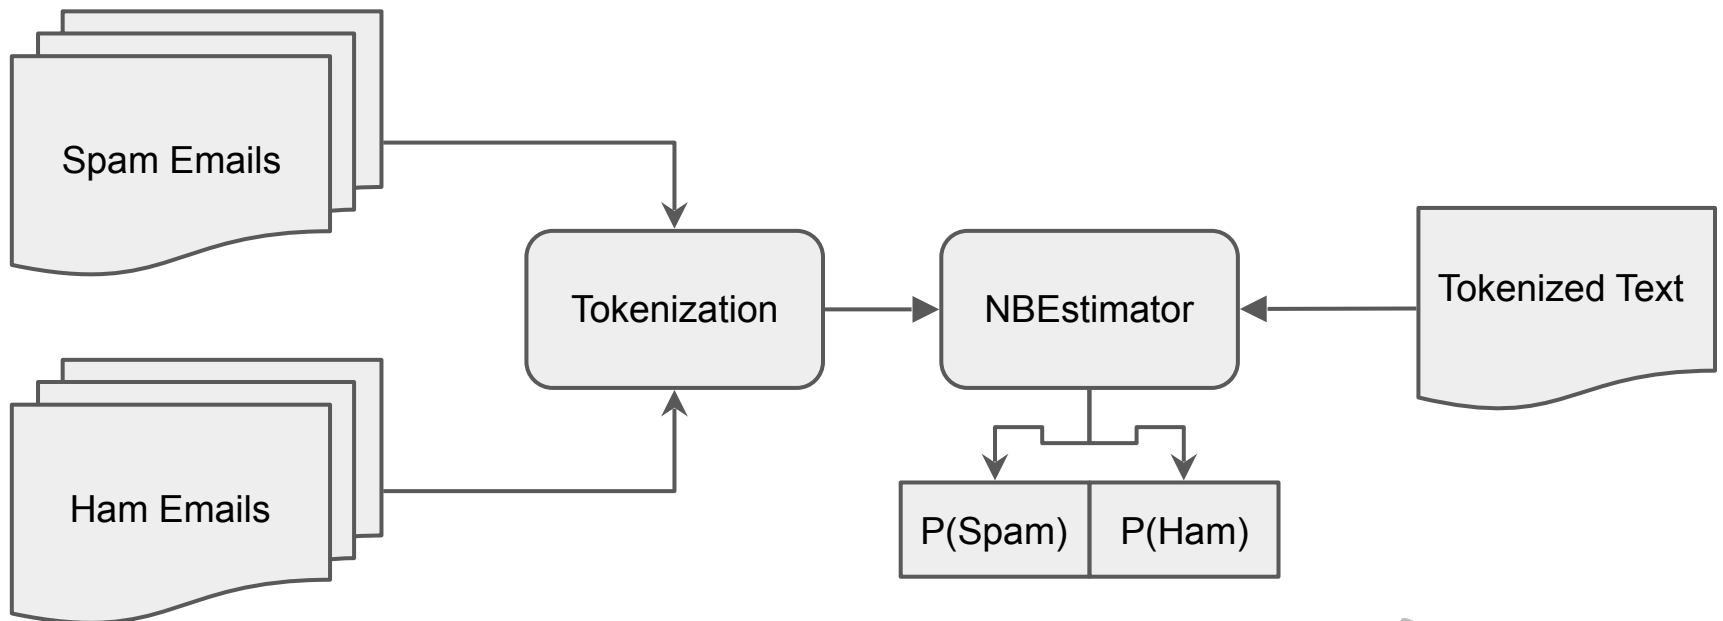 Spam Emails
Tokenization
NBEstimator
Tokenized Text
Ham Emails
P(Spam)
P(Ham)